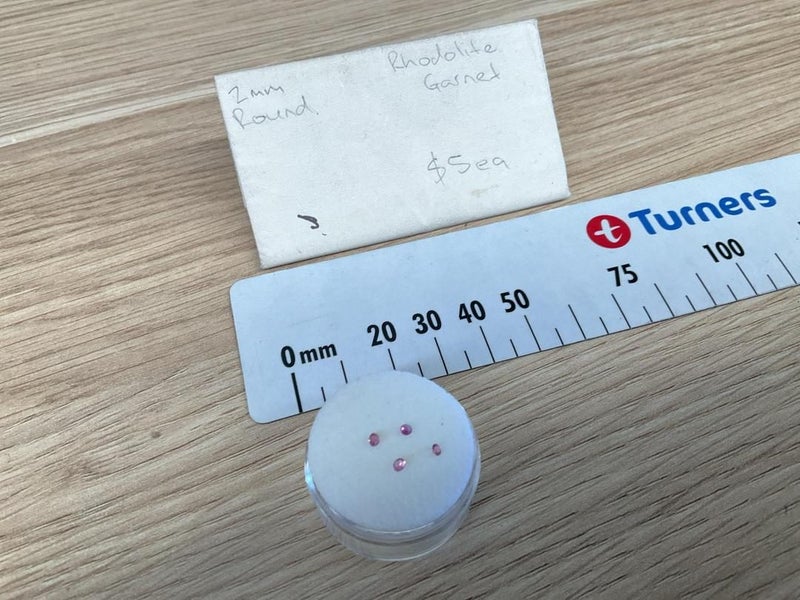 2mm
Round.
Rhodolite
Garnet
$5ea
t Turners
0mm 20 30 40 50 75 100